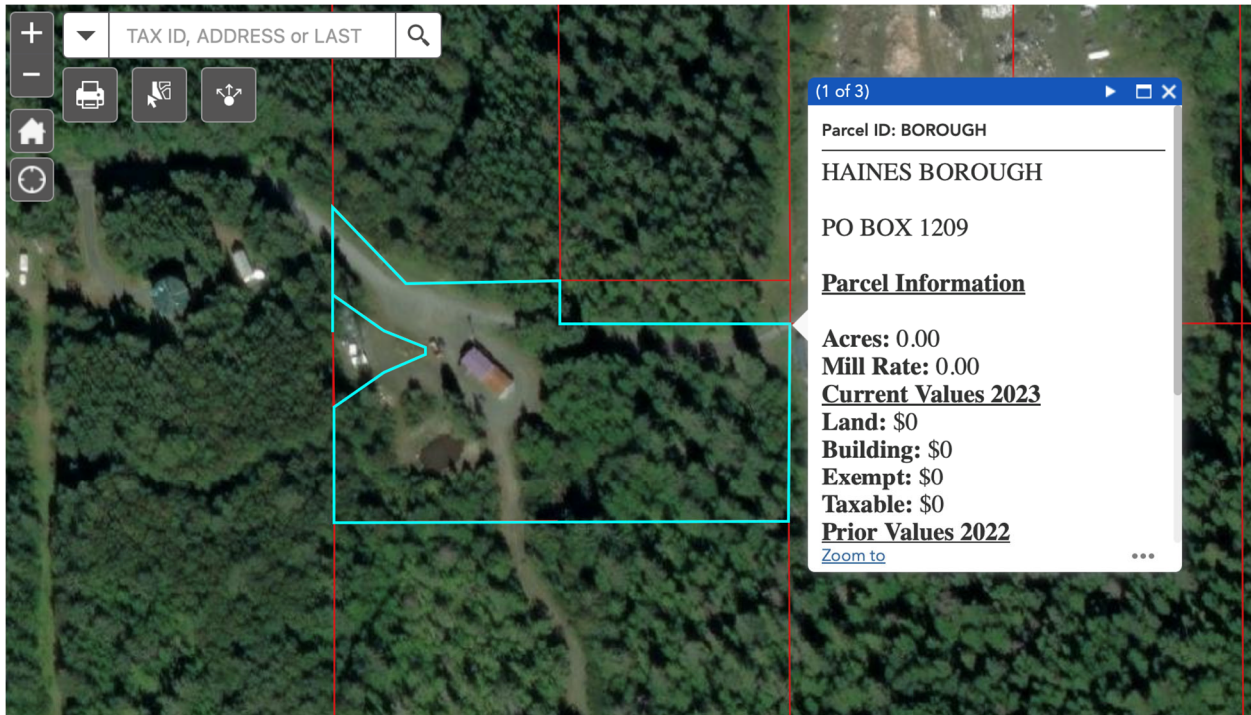 TAX ID, ADDRESS or LAST
(1 of 3)
Parcel ID: BOROUGH
HAINES BOROUGH
PO BOX 1209
Parcel Information
Acres: 0.00
Mill Rate: 0.00
Current Values 2023
Land: $0
Building: $0
Exempt: $0
Taxable: $0
Prior Values 2022
Zoom to